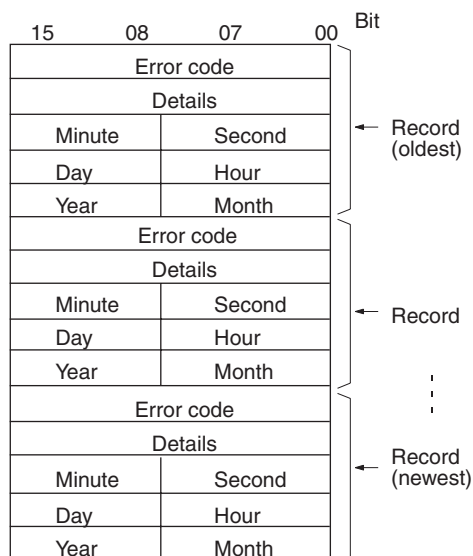 Bit
15 08 07 00
Error code
Details
Minute Second
Day Hour
Year Month
Record
(oldest)
Error code
Details
Minute Second
Day Hour
Year Month
Record
Error code
Details
Minute Second
Day Hour
Year Month
Record
(newest)